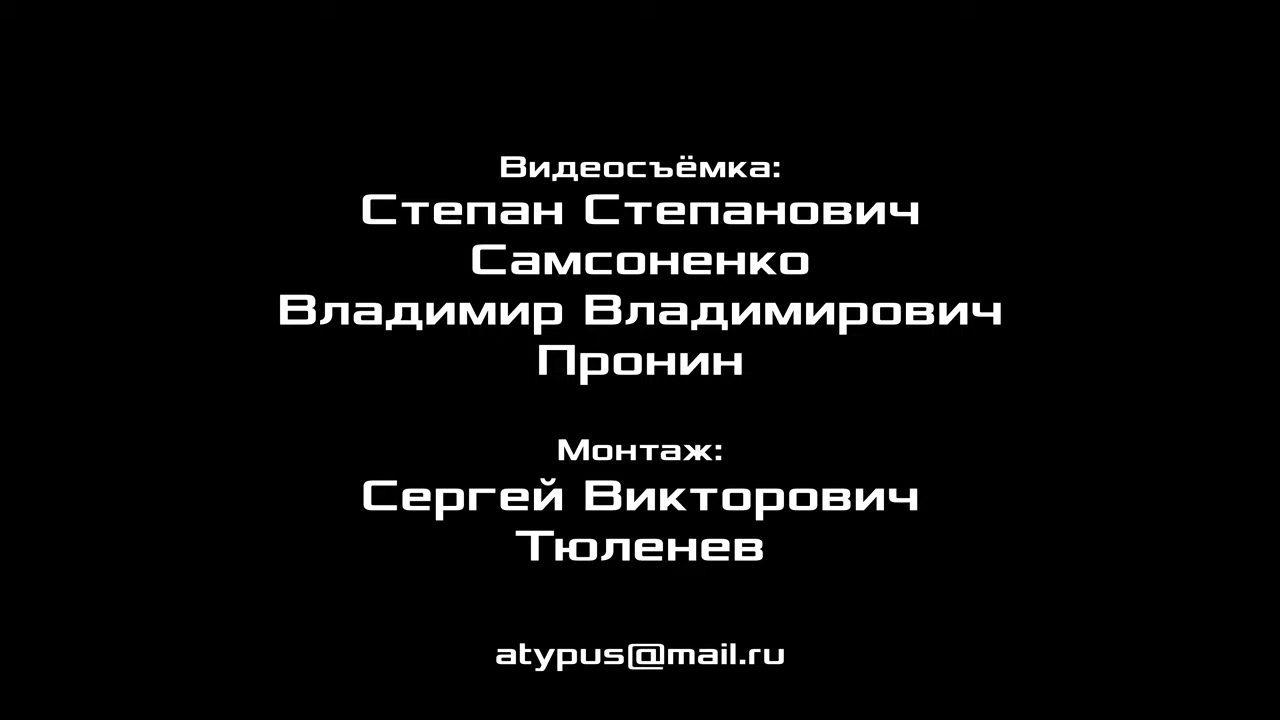 Видеосъёмка:
Степан Степанович
Самсоненко
Владимир Владимирович
Пронин
Монтаж:
Сергей Викторович
Тюленев
atypus@mail.ru